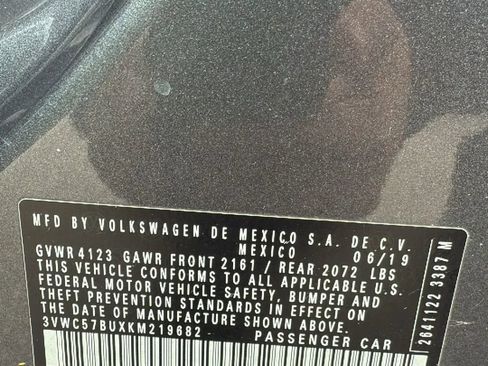 MFD BY VOLKSWAGEN DE MEXICO S.A. DE C.V.
MEXICO 06/19
GVWR 4123 GAWR FRONT 2161 / REAR 2072 LBS
THIS VEHICLE CONFORMS TO ALL APPLICABLE U.S.
FEDERAL MOTOR VEHICLE SAFETY, BUMPER AND
THEFT PREVENTION STANDARDS IN EFFECT ON
THE DATE OF MANUFACTURE SHOWN ABOVE.
3VWC57BUXKM219682 PASSENGER CAR
2641122 3387 M